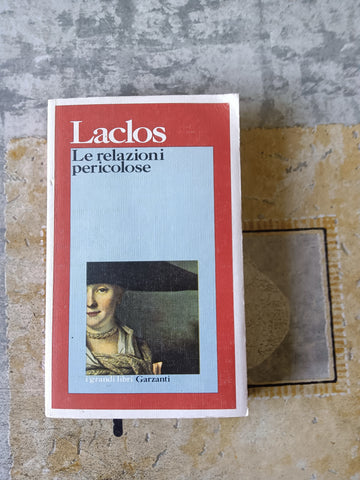 Laclos
Le relazioni
pericolose
i grandi libri Garzanti